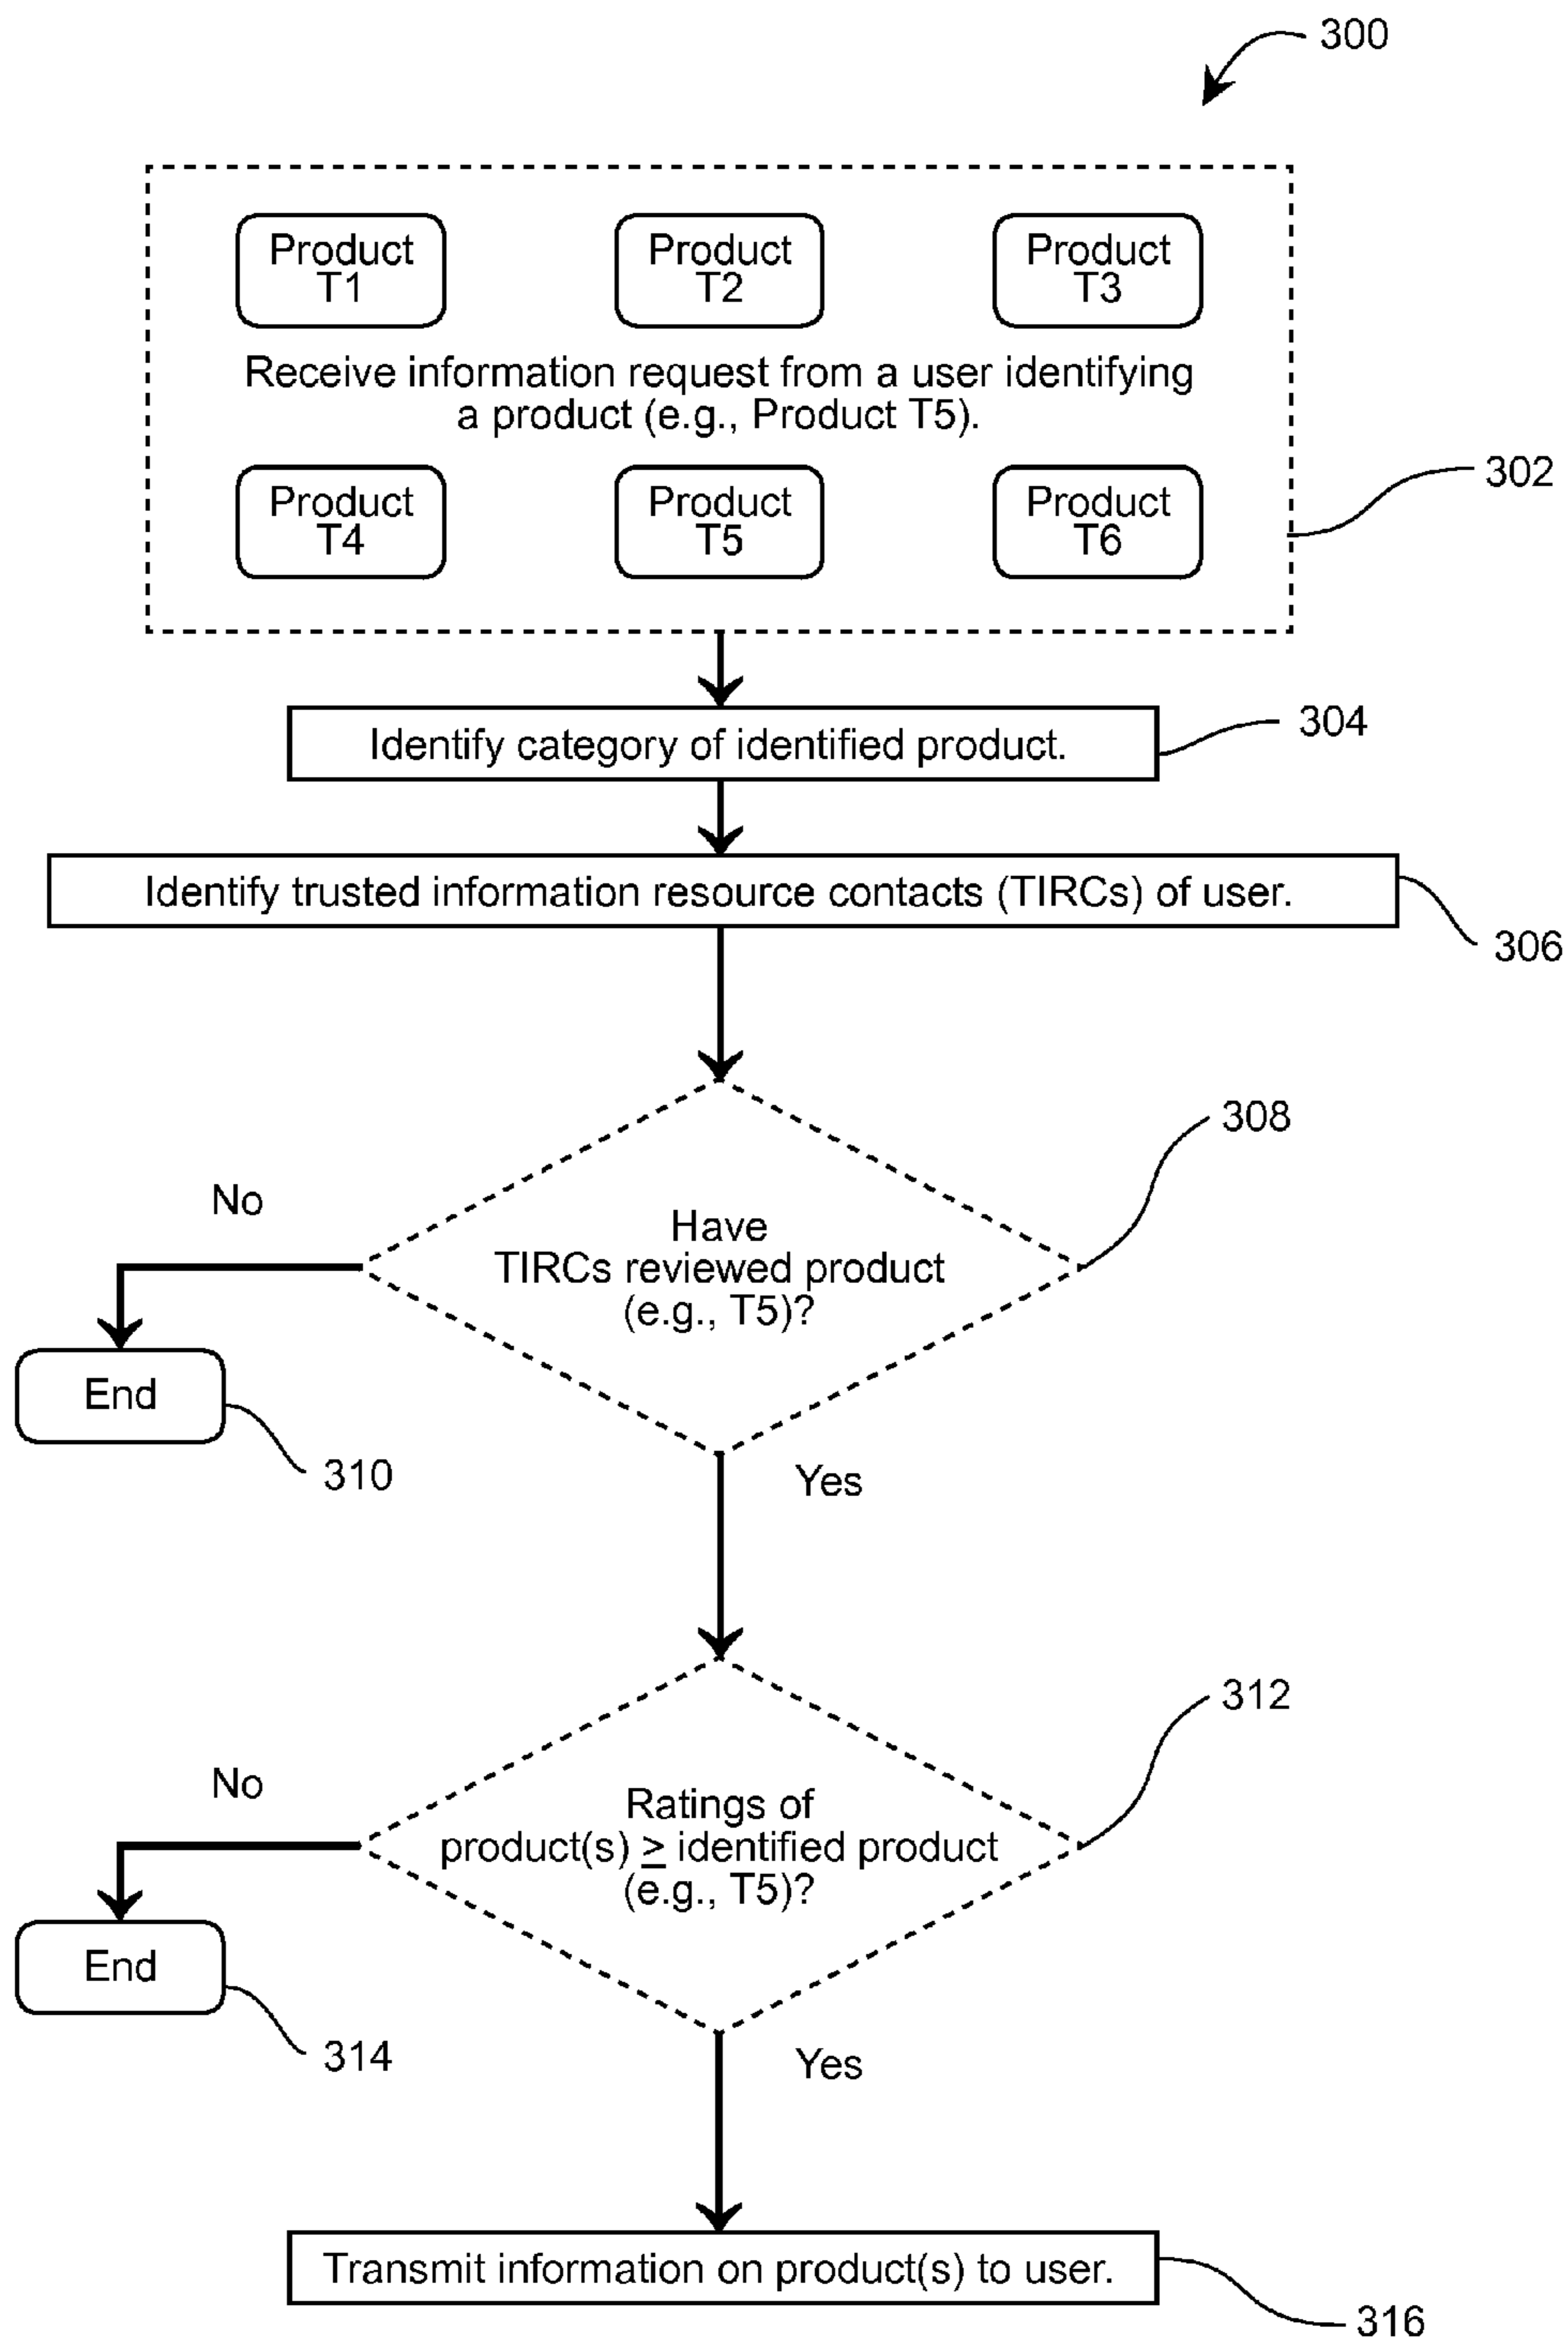 300
Product
T1
Product
T2
Product
T3
Receive information request from a user identifying
a product (e.g., Product T5).
302
Product
T4
Product
T5
Product
T6
304
Identify category of identified product.
Identify trusted information resource contacts (TIRCs) of user.
306
308
No
Have
TIRCs reviewed product
(e.g., T5)?
End
310
Yes
312
No
Ratings of
product(s) ≥ identified product
(e.g., T5)?
End
314
Yes
Transmit information on product(s) to user.
316